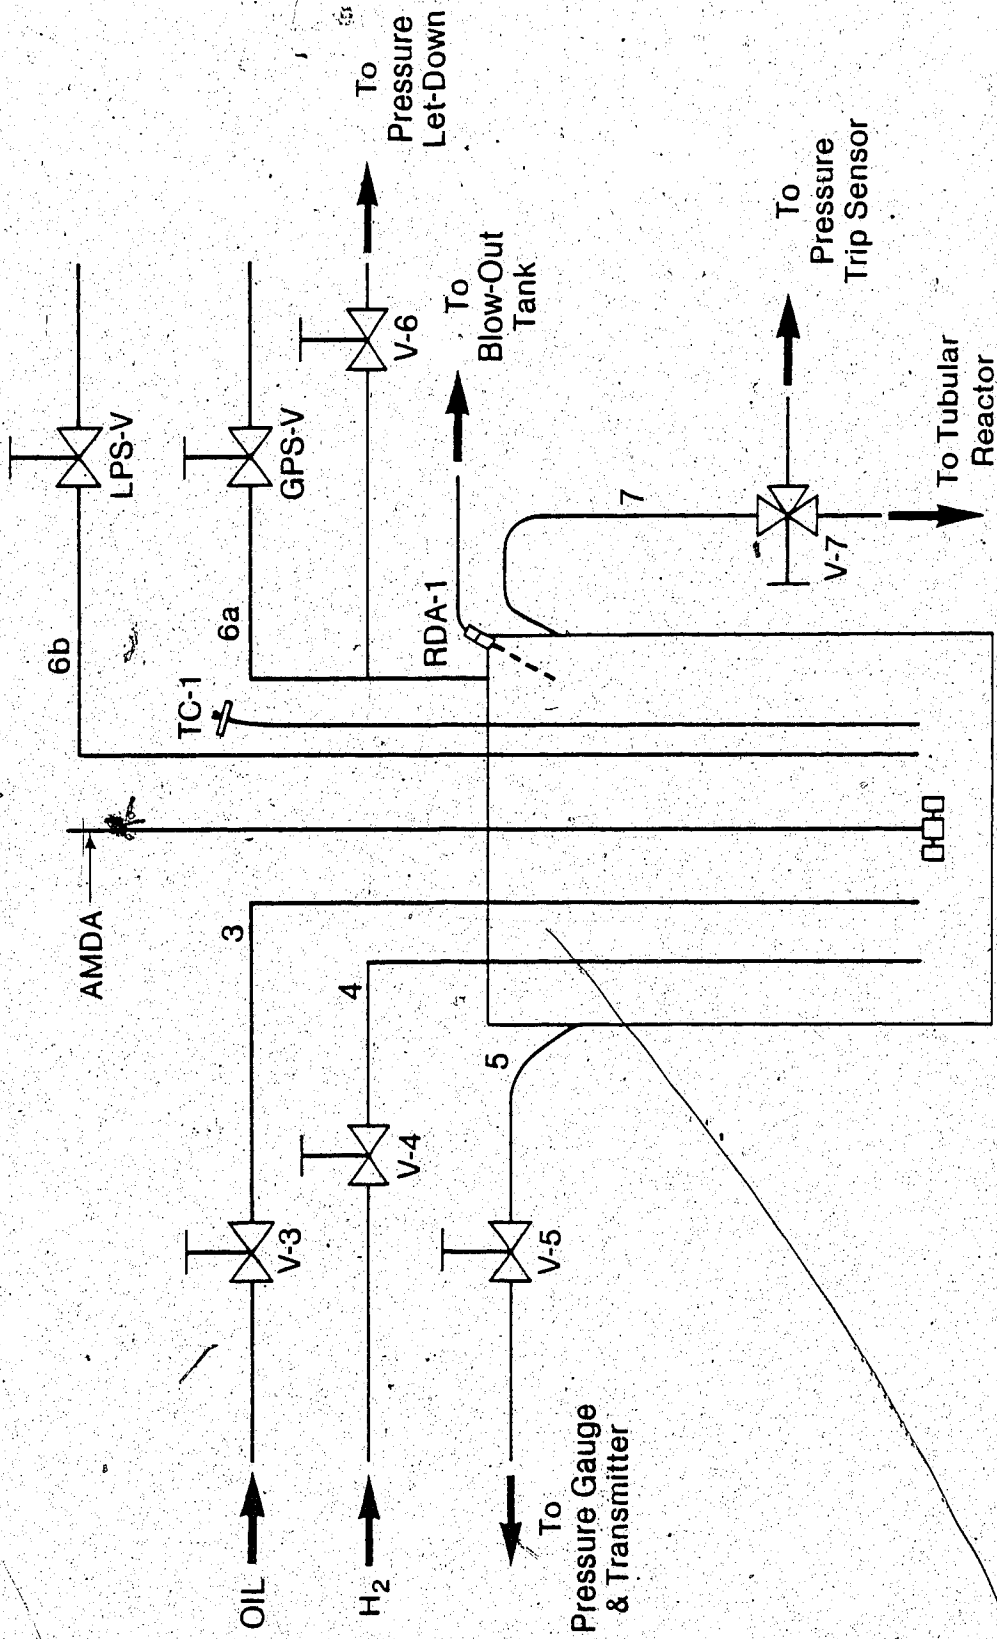 AMDA
6b
LPS-V
TC-1
3
6a
GPS-V
OIL
V-3
4
V-6
To
Pressure
Let-Down
H2
V-4
5
RDA-1
To
Blow-Out
Tank
V-5
To
Pressure Gauge
& Transmitter
7
V-7
To
Pressure
Trip Sensor
To Tubular
Reactor